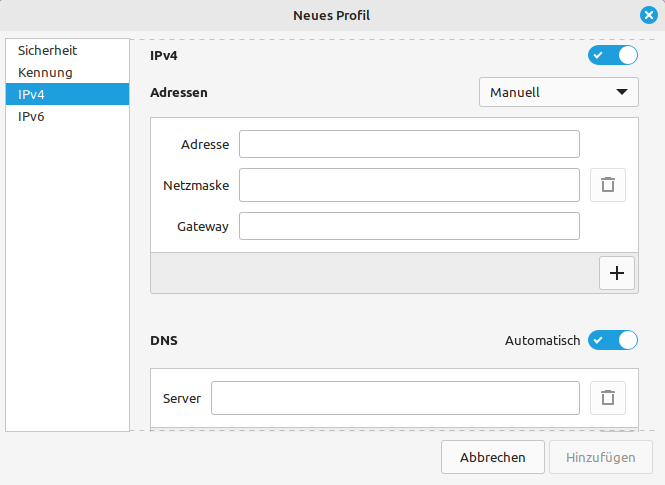 Neues Profil
Sicherheit
Kennung
IPv4
IPv6
IPv4
Adressen
Manuell
Adresse
Netzmaske
Gateway
DNS
Automatisch
Server
Abbrechen
Hinzufügen